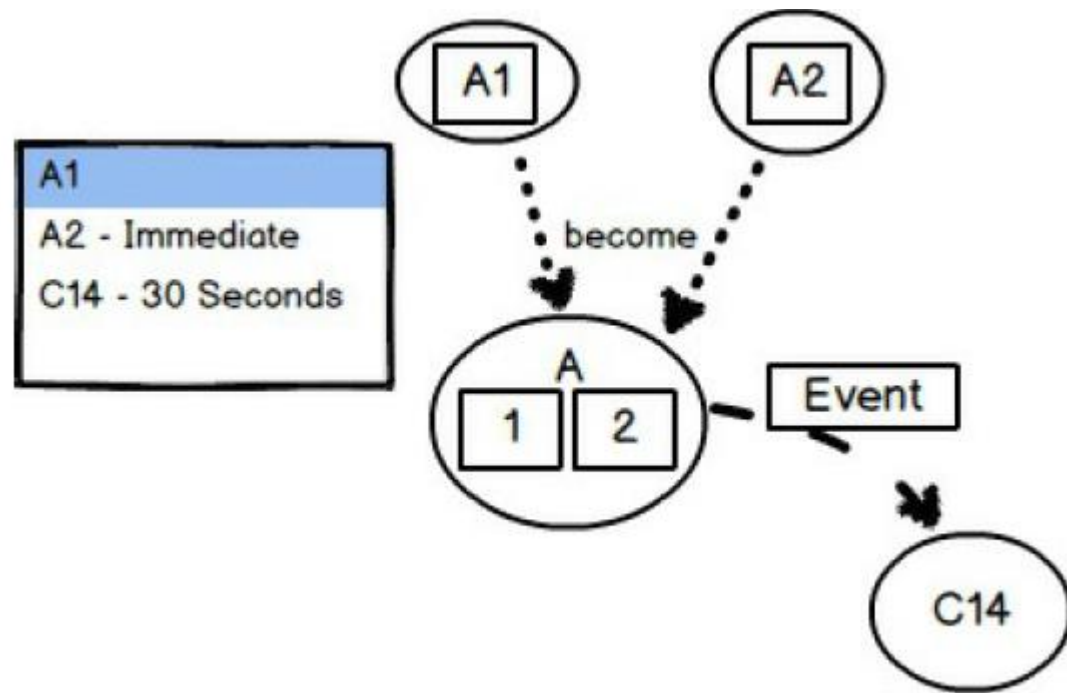 A1
A2
A1
A2 - Immediate
C14 - 30 Seconds
become
A
1 2
Event
C14